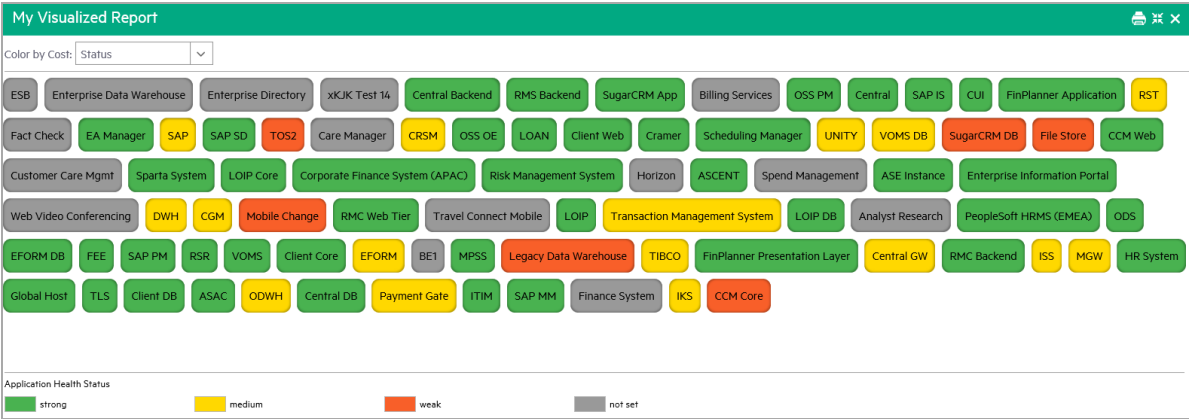 My Visualized Report
Color by Cost: Status
ESB Enterprise Data Warehouse Enterprise Directory xKJK Test 14 Central Backend RMS Backend SugarCRM App Billing Services OSS PM Central SAP IS CUI FinPlanner Application RST
Fact Check EA Manager SAP SAP SD TOS2 Care Manager CRSM OSS OE LOAN Client Web Cramer Scheduling Manager UNITY VOMS DB SugarCRM DB File Store CCM Web
Customer Care Mgmt Sparta System LOIP Core Corporate Finance System (APAC) Risk Management System Horizon ASCENT Spend Management ASE Instance Enterprise Information Portal
Web Video Conferencing DWH CGM Mobile Change RMC Web Tier Travel Connect Mobile LOIP Transaction Management System LOIP DB Analyst Research PeopleSoft HRMS (EMEA) ODS
EFORM DB FEE SAP PM RSR VOMS Client Core EFORM BE1 MPSS Legacy Data Warehouse TIBCO FinPlanner Presentation Layer Central GW RMC Backend ISS MGW HR System
Global Host TLS Client DB ASAC ODWH Central DB Payment Gate ITIM SAP MM Finance System IKS CCM Core
Application Health Status
strong medium weak not set